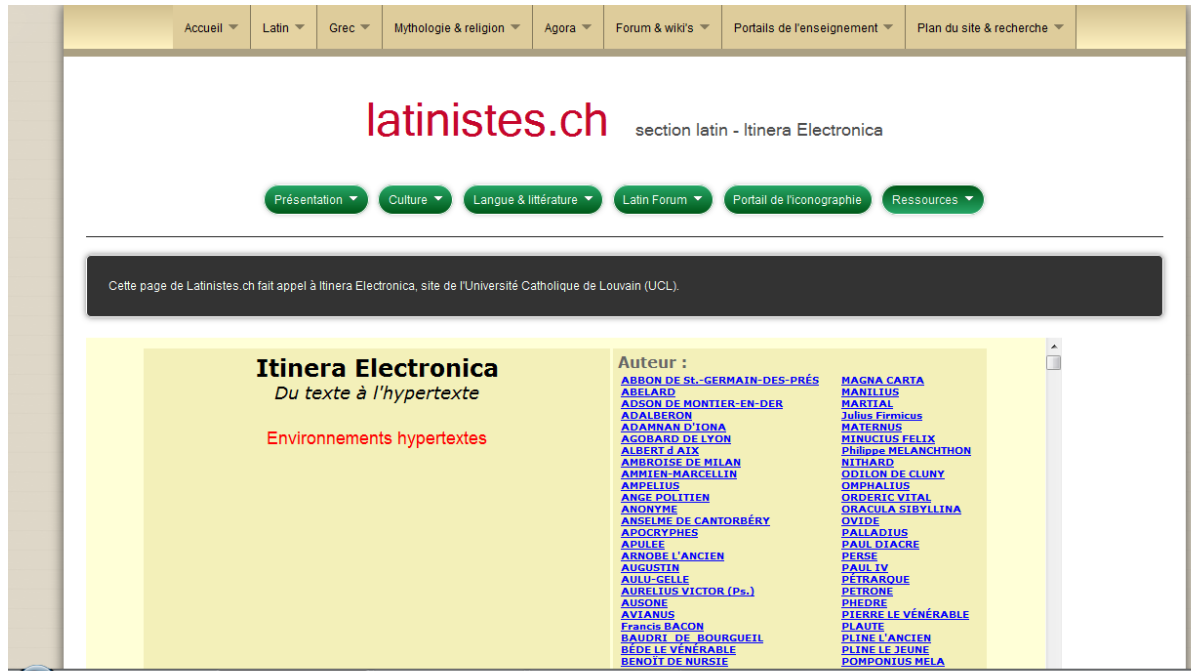 Accueil Latin Grec Mythologie & religion Agora Forum & wiki's Portails de l'enseignement Plan du site & recherche
latinistes.ch section latin - Itinera Electronica
Présentation Culture Langue & littérature Latin Forum Portail de l'iconographie Ressources
Cette page de Latinistes.ch fait appel à Itinera Electronica, site de l'Université Catholique de Louvain (UCL).
Itinera Electronica
Du texte à l'hypertexte
Environnements hypertextes
Auteur :
ABBON DE St.-GERMAIN-DES-PRÉS
ABELARD
ADSON DE MONTIER-EN-DER
ADALBERON
ADAMNAN D'IONA
AGOBARD DE LYON
ALBERT d AIX
AMBROISE DE MILAN
AMMIEN-MARCELLIN
AMPELIUS
ANGE POLITIEN
ANONYME
ANSELME DE CANTORBÉRY
APOCRYPHES
APULEE
ARNOBE L'ANCIEN
AUGUSTIN
AULU-GELLE
AURELIUS VICTOR (Ps.)
AUSONE
AVIANUS
Francis BACON
BAUDRI DE BOURGUEIL
BÈDE LE VÉNÉRABLE
BENOÎT DE NURSIE
MAGNA CARTA
MANILIUS
MARTIAL
Julius Firmicus
MATERNUS
MINUCIUS FELIX
Philippe MELANCHTHON
NITHARD
ODILON DE CLUNY
OMPHALIUS
ORDERIC VITAL
ORACULA SIBYLLINA
OVIDE
PALLADIUS
PAUL DIACRE
PERSE
PAUL IV
PÉTRARQUE
PETRONE
PHEDRE
PIERRE LE VÉNÉRABLE
PLAUTE
PLINE L'ANCIEN
PLINE LE JEUNE
POMPONIUS MELA